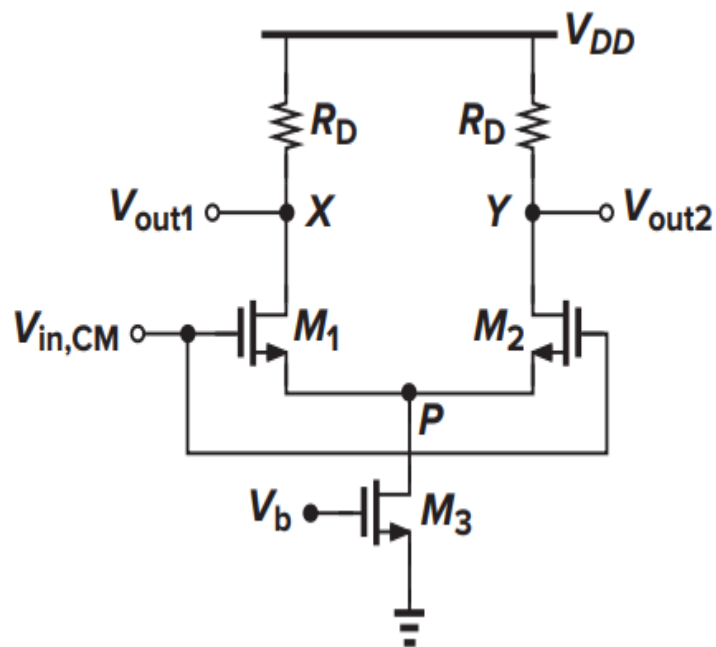 V_DD
R_D R_D
V_out1 X Y V_out2
V_in,CM M_1 M_2
P
V_b M_3